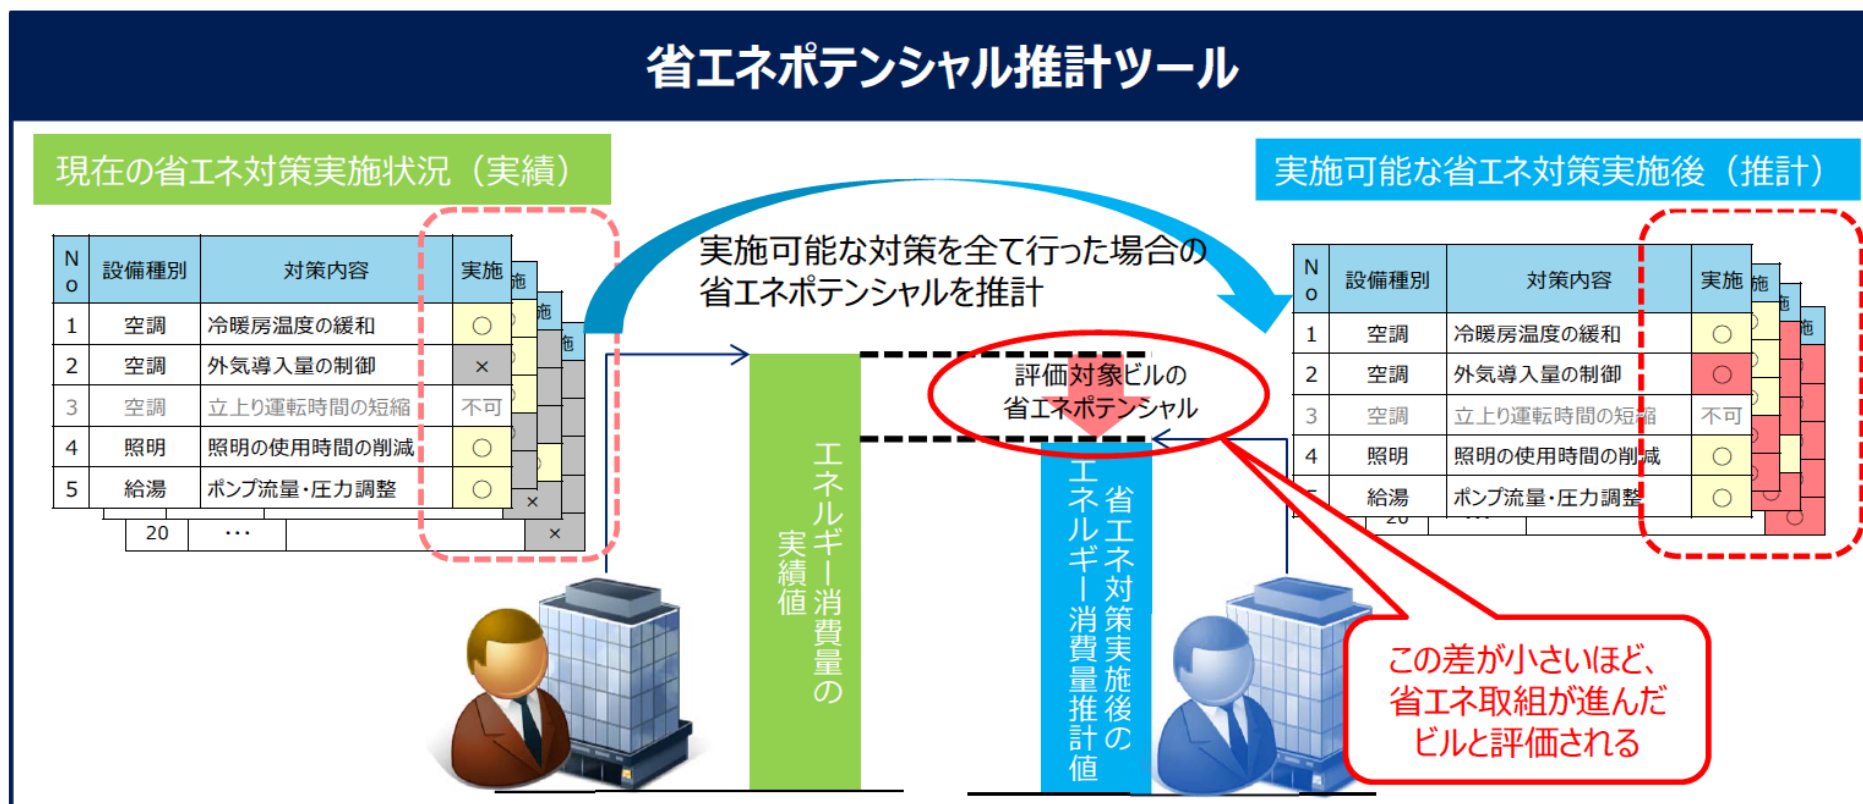 省エネポテンシャル推計ツール
現在の省エネ対策実施状況（実績）
実施可能な省エネ対策実施後（推計）
実施可能な対策を全て行った場合の
省エネポテンシャルを推計
No 設備種別 対策内容 実施
1 空調 冷暖房温度の緩和 ○
2 空調 外気導入量の制御 ×
3 空調 立上り運転時間の短縮 不可
4 照明 照明の使用時間の削減 ○
5 給湯 ポンプ流量・圧力調整 ○
施
施
施
×
20 ･･･ ×
評価対象ビルの
省エネポテンシャル
エネルギー消費量の
実績値
省エネ対策実施後の
エネルギー消費量推計値
No 設備種別 対策内容 実施
1 空調 冷暖房温度の緩和 ○
2 空調 外気導入量の制御 ○
3 空調 立上り運転時間の短縮 不可
4 照明 照明の使用時間の削減 ○
5 給湯 ポンプ流量・圧力調整 ○
施
施
施
20 ･･･ ○
この差が小さいほど、
省エネ取組が進んだ
ビルと評価される